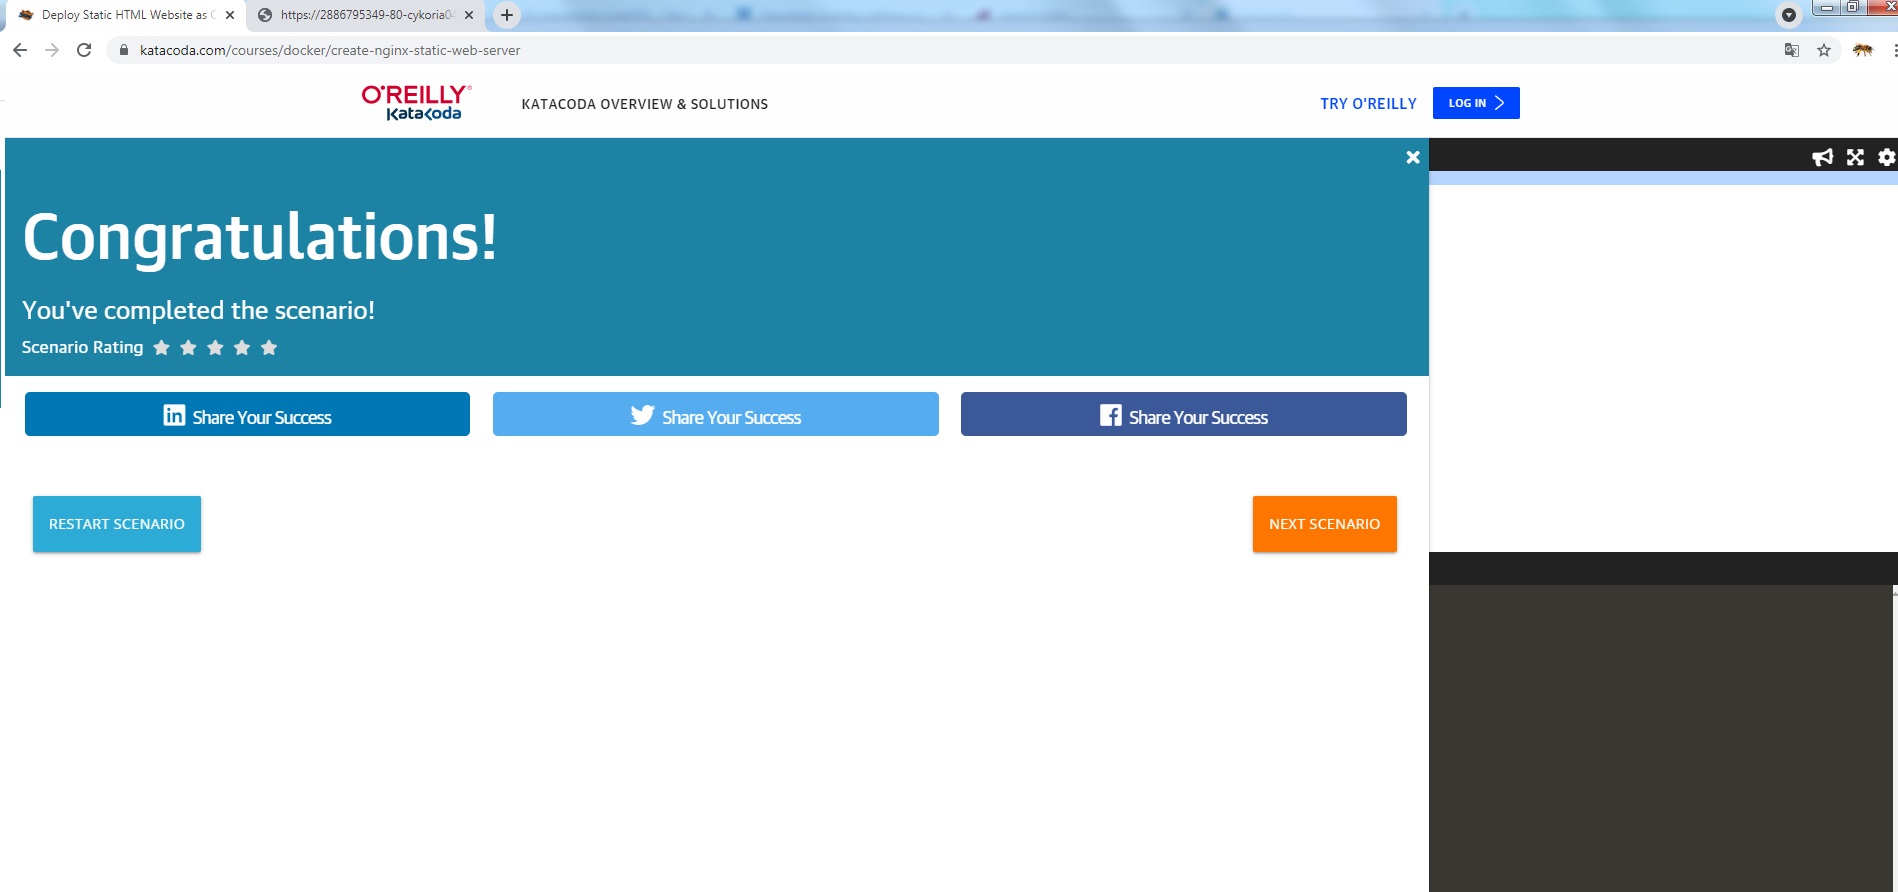 Deploy Static HTML Website as C
https://2886795349-80-cykoria04
katacoda.com/courses/docker/create-nginx-static-web-server
O'REILLY®
Katacoda
KATACODA OVERVIEW & SOLUTIONS
TRY O'REILLY
LOG IN
Congratulations!
You've completed the scenario!
Scenario Rating
Share Your Success
Share Your Success
Share Your Success
RESTART SCENARIO
NEXT SCENARIO